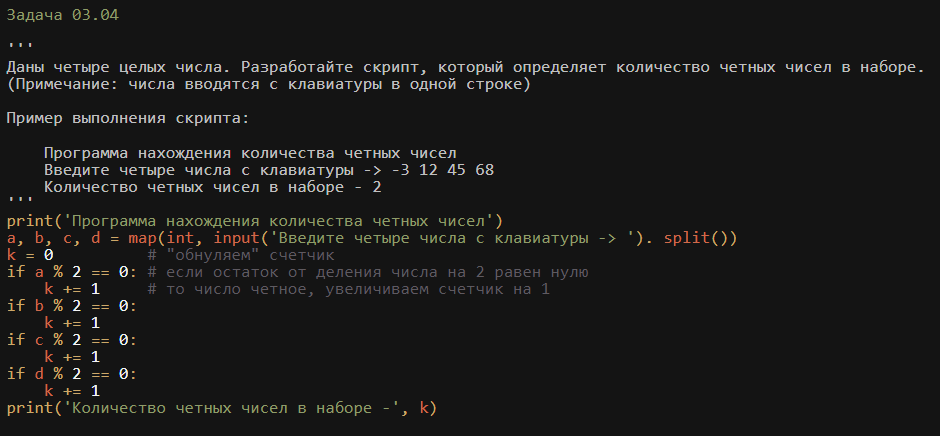 Задача 03.04
'''
Даны четыре целых числа. Разработайте скрипт, который определяет количество четных чисел в наборе.
(Примечание: числа вводятся с клавиатуры в одной строке)
Пример выполнения скрипта:
    Программа нахождения количества четных чисел
    Введите четыре числа с клавиатуры -> -3 12 45 68
    Количество четных чисел в наборе - 2
'''
print('Программа нахождения количества четных чисел')
a, b, c, d = map(int, input('Введите четыре числа с клавиатуры -> '). split())
k = 0          # "обнуляем" счетчик
if a % 2 == 0: # если остаток от деления числа на 2 равен нулю
    k += 1     # то число четное, увеличиваем счетчик на 1
if b % 2 == 0:
    k += 1
if c % 2 == 0:
    k += 1
if d % 2 == 0:
    k += 1
print('Количество четных чисел в наборе -', k)